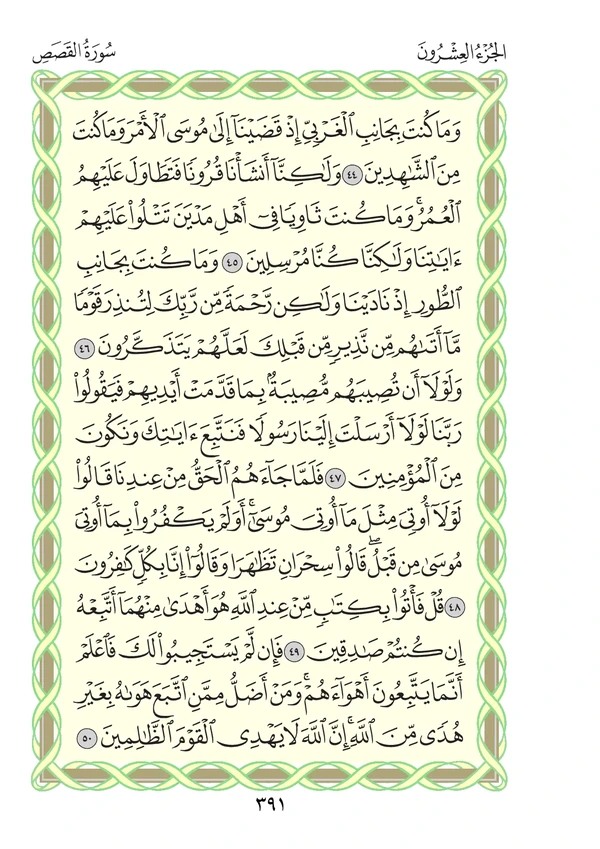 الجُزْءُ العِشْرُونَ
سُورَةُ القَصَصِ
وَمَا كُنتَ بِجَانِبِ ٱلْغَرْبِيِّ إِذْ قَضَيْنَآ إِلَىٰ مُوسَى ٱلْأَمْرَ وَمَا كُنتَ
مِنَ ٱلشَّٰهِدِينَ ٤٤ وَلَٰكِنَّآ أَنشَأْنَا قُرُونًا فَتَطَاوَلَ عَلَيْهِمُ
ٱلْعُمُرُ ۚ وَمَا كُنتَ ثَاوِيًا فِىٓ أَهْلِ مَدْيَنَ تَتْلُوا۟ عَلَيْهِمْ
ءَايَٰتِنَا وَلَٰكِنَّا كُنَّا مُرْسِلِينَ ٤٥ وَمَا كُنتَ بِجَانِبِ
ٱلطُّورِ إِذْ نَادَيْنَا وَلَٰكِن رَّحْمَةً مِّن رَّبِّكَ لِتُنذِرَ قَوْمًا
مَّآ أَتَىٰهُم مِّن نَّذِيرٍ مِّن قَبْلِكَ لَعَلَّهُمْ يَتَذَكَّرُونَ ٤٦
وَلَوْلَآ أَن تُصِيبَهُم مُّصِيبَةٌۢ بِمَا قَدَّمَتْ أَيْدِيهِمْ فَيَقُولُوا۟
رَبَّنَا لَوْلَآ أَرْسَلْتَ إِلَيْنَا رَسُولًا فَنَتَّبِعَ ءَايَٰتِكَ وَنَكُونَ
مِنَ ٱلْمُؤْمِنِينَ ٤٧ فَلَمَّا جَآءَهُمُ ٱلْحَقُّ مِنْ عِندِنَا قَالُوا۟
لَوْلَآ أُوتِىَ مِثْلَ مَآ أُوتِىَ مُوسَىٰٓ ۚ أَوَلَمْ يَكْفُرُوا۟ بِمَآ أُوتِىَ
مُوسَىٰ مِن قَبْلُ ۖ قَالُوا۟ سِحْرَانِ تَظَٰهَرَا وَقَالُوٓا۟ إِنَّا بِكُلٍّ كَٰفِرُونَ
٤٨ قُلْ فَأْتُوا۟ بِكِتَٰبٍ مِّنْ عِندِ ٱللَّهِ هُوَ أَهْدَىٰ مِنْهُمَآ أَتَّبِعْهُ
إِن كُنتُمْ صَٰدِقِينَ ٤٩ فَإِن لَّمْ يَسْتَجِيبُوا۟ لَكَ فَٱعْلَمْ
أَنَّمَا يَتَّبِعُونَ أَهْوَآءَهُمْ ۚ وَمَنْ أَضَلُّ مِمَّنِ ٱتَّبَعَ هَوَىٰهُ بِغَيْرِ
هُدًى مِّنَ ٱللَّهِ ۚ إِنَّ ٱللَّهَ لَا يَهْدِى ٱلْقَوْمَ ٱلظَّٰلِمِينَ ٥٠
٣٩١